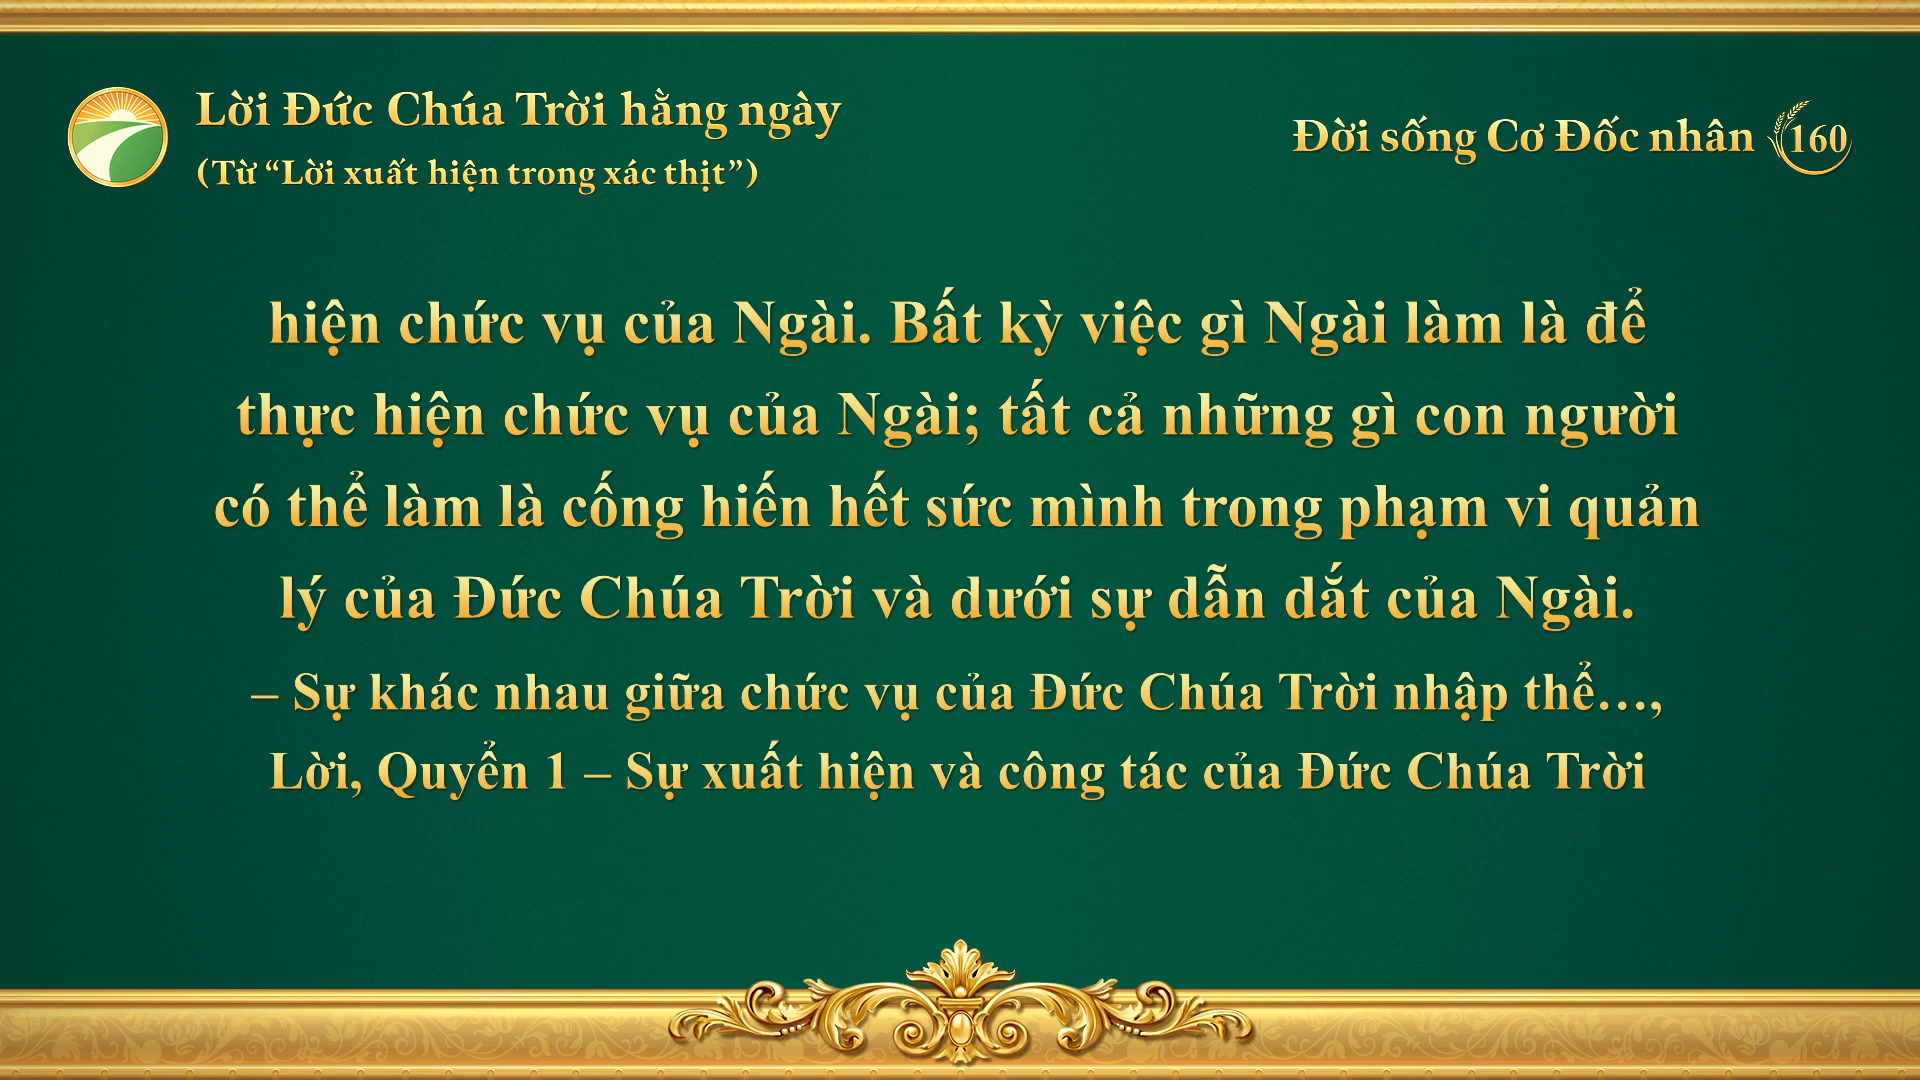 Lời Đức Chúa Trời hằng ngày
(Từ “Lời xuất hiện trong xác thịt”)
Đời sống Cơ Đốc nhân 160
hiện chức vụ của Ngài. Bất kỳ việc gì Ngài làm là để
thực hiện chức vụ của Ngài; tất cả những gì con người
có thể làm là cống hiến hết sức mình trong phạm vi quản
lý của Đức Chúa Trời và dưới sự dẫn dắt của Ngài.
– Sự khác nhau giữa chức vụ của Đức Chúa Trời nhập thể…,
Lời, Quyển 1 – Sự xuất hiện và công tác của Đức Chúa Trời